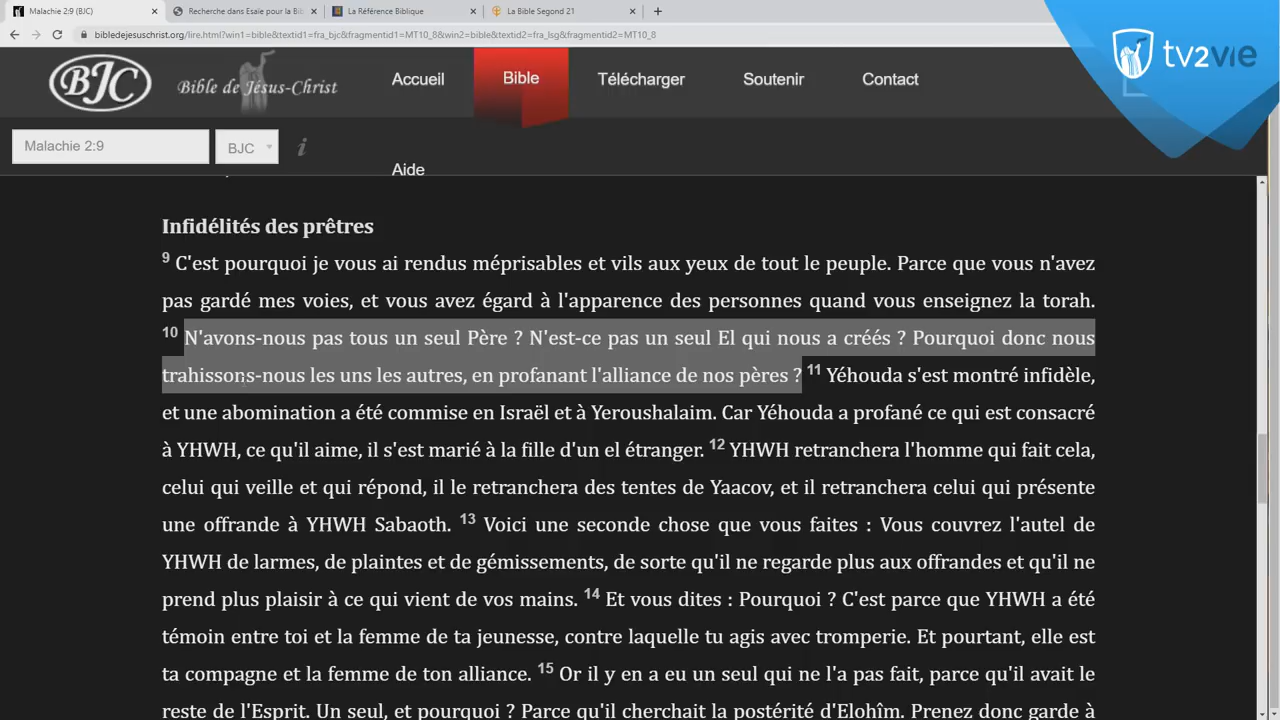 Malachie 2:9 (BJC)
Recherche dans Esaïe pour la Bib
La Référence Biblique
La Bible Segond 21
bibledejesuschrist.org/lire.html?win1=bible&textid1=fra_bjc&fragmentid1=MT10_8&win2=bible&textid2=fra_lsg&fragmentid2=MT10_8
BJC
Bible de Jésus-Christ
Accueil
Bible
Télécharger
Soutenir
Contact
tv2vie
Malachie 2:9
BJC
i
Aide
Infidélités des prêtres
9 C'est pourquoi je vous ai rendus méprisables et vils aux yeux de tout le peuple. Parce que vous n'avez
pas gardé mes voies, et vous avez égard à l'apparence des personnes quand vous enseignez la torah.
10 N'avons-nous pas tous un seul Père ? N'est-ce pas un seul El qui nous a créés ? Pourquoi donc nous
trahissons-nous les uns les autres, en profanant l'alliance de nos pères ? 11 Yéhouda s'est montré infidèle,
et une abomination a été commise en Israël et à Yeroushalaim. Car Yéhouda a profané ce qui est consacré
à YHWH, ce qu'il aime, il s'est marié à la fille d'un el étranger. 12 YHWH retranchera l'homme qui fait cela,
celui qui veille et qui répond, il le retranchera des tentes de Yaacov, et il retranchera celui qui présente
une offrande à YHWH Sabaoth. 13 Voici une seconde chose que vous faites : Vous couvrez l'autel de
YHWH de larmes, de plaintes et de gémissements, de sorte qu'il ne regarde plus aux offrandes et qu'il ne
prend plus plaisir à ce qui vient de vos mains. 14 Et vous dites : Pourquoi ? C'est parce que YHWH a été
témoin entre toi et la femme de ta jeunesse, contre laquelle tu agis avec tromperie. Et pourtant, elle est
ta compagne et la femme de ton alliance. 15 Or il y en a eu un seul qui ne l'a pas fait, parce qu'il avait le
reste de l'Esprit. Un seul, et pourquoi ? Parce qu'il cherchait la postérité d'Elohîm. Prenez donc garde à